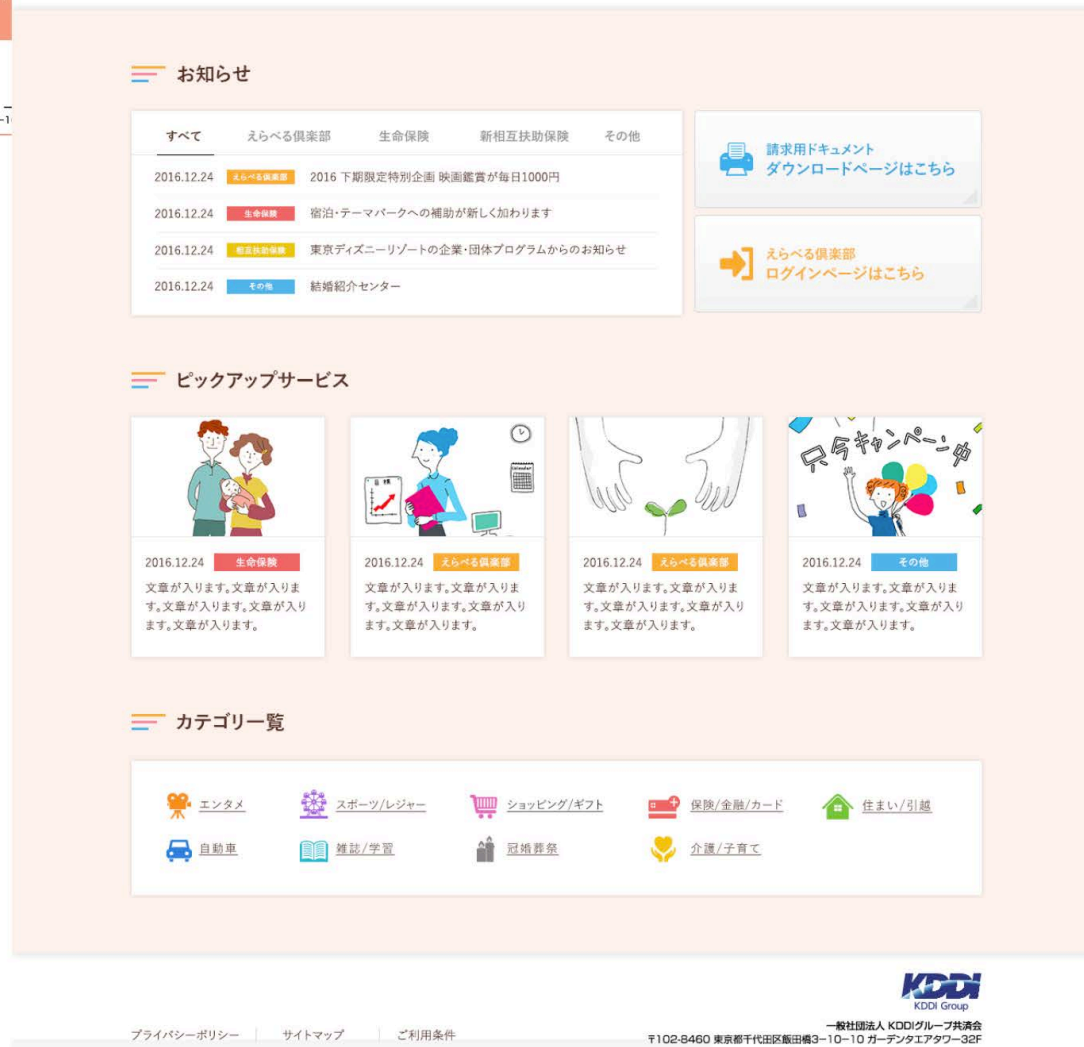 お知らせ
すべて えらべる倶楽部 生命保険 新相互扶助保険 その他
2016.12.24 えらべる倶楽部 2016 下期限定特別企画 映画鑑賞が毎日1000円
2016.12.24 生命保険 宿泊・テーマパークへの補助が新しく加わります
2016.12.24 相互扶助保険 東京ディズニーリゾートの企業・団体プログラムからのお知らせ
2016.12.24 その他 結婚紹介センター
請求用ドキュメント
ダウンロードページはこちら
えらべる倶楽部
ログインページはこちら
ピックアップサービス
目標
calendar
只今キャンペーン中
2016.12.24 生命保険
文章が入ります。文章が入りま
す。文章が入ります。文章が入り
ます。文章が入ります。
2016.12.24 えらべる倶楽部
文章が入ります。文章が入りま
す。文章が入ります。文章が入り
ます。文章が入ります。
2016.12.24 えらべる倶楽部
文章が入ります。文章が入りま
す。文章が入ります。文章が入り
ます。文章が入ります。
2016.12.24 その他
文章が入ります。文章が入りま
す。文章が入ります。文章が入り
ます。文章が入ります。
カテゴリー覧
エンタメ スポーツ/レジャー ショッピング/ギフト 保険/金融/カード 住まい/引越
自動車 雑誌/学習 冠婚葬祭 介護/子育て
KDDI
KDDI Group
一般社団法人 KDDIグループ共済会
プライバシーポリシー サイトマップ ご利用条件
〒102-8460 東京都千代田区飯田橋3-10-10 ガーデンエアタワー32F